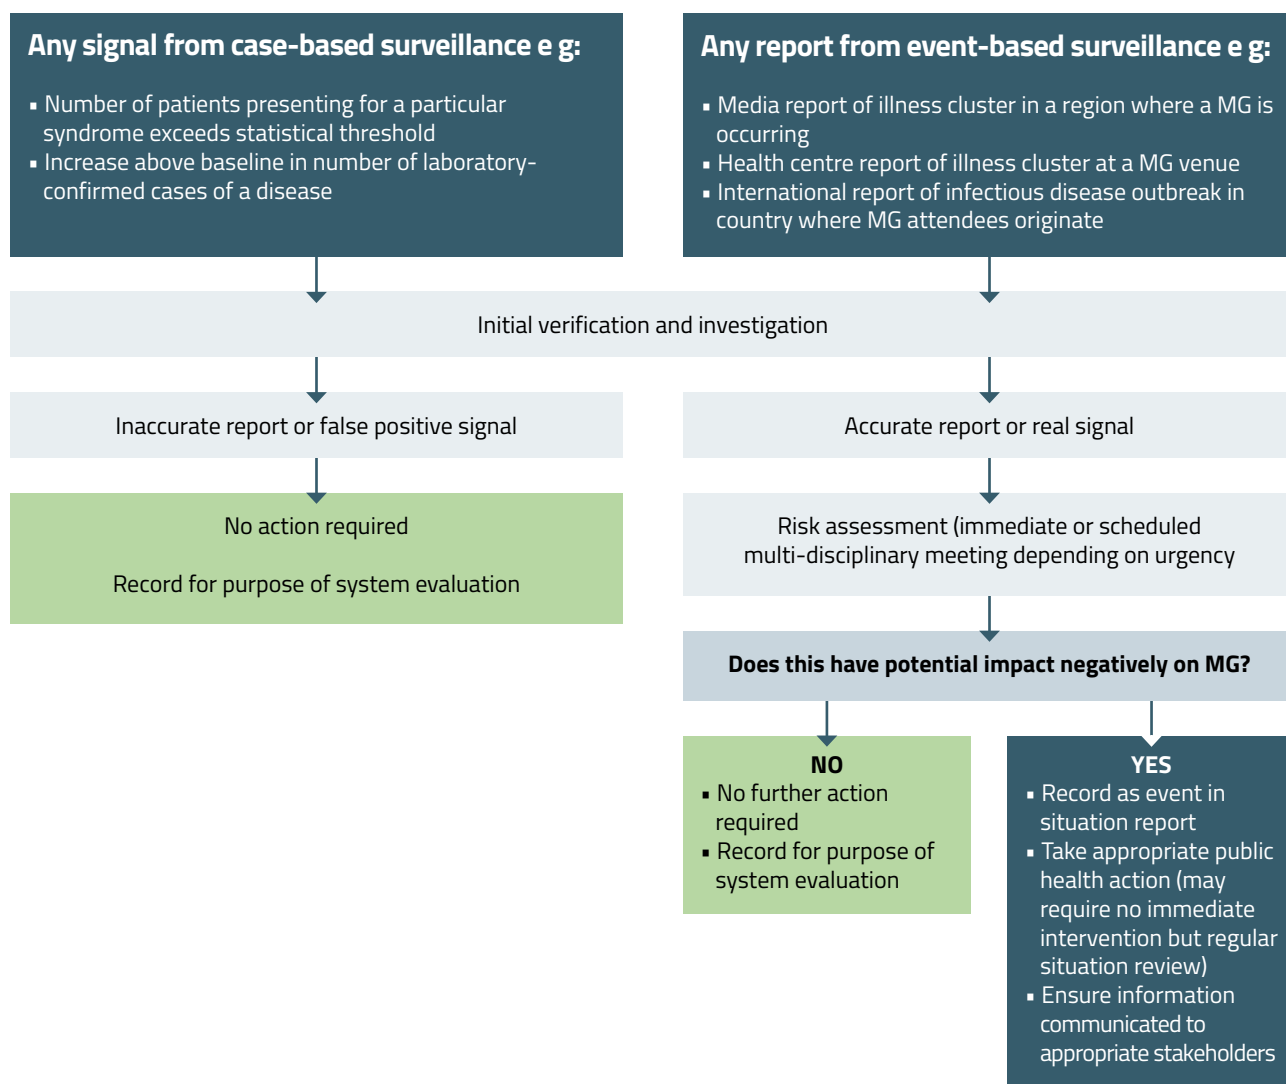 Any signal from case-based surveillance e g:
▪ Number of patients presenting for a particular
syndrome exceeds statistical threshold
▪ Increase above baseline in number of laboratory-
confirmed cases of a disease
Any report from event-based surveillance e g:
▪ Media report of illness cluster in a region where a MG is
occurring
▪ Health centre report of illness cluster at a MG venue
▪ International report of infectious disease outbreak in
country where MG attendees originate
Initial verification and investigation
Inaccurate report or false positive signal
Accurate report or real signal
No action required
Record for purpose of system evaluation
Risk assessment (immediate or scheduled
multi-disciplinary meeting depending on urgency
Does this have potential impact negatively on MG?
NO
▪ No further action
required
▪ Record for purpose of
system evaluation
YES
▪ Record as event in
situation report
▪ Take appropriate public
health action (may
require no immediate
intervention but regular
situation review)
▪ Ensure information
communicated to
appropriate stakeholders